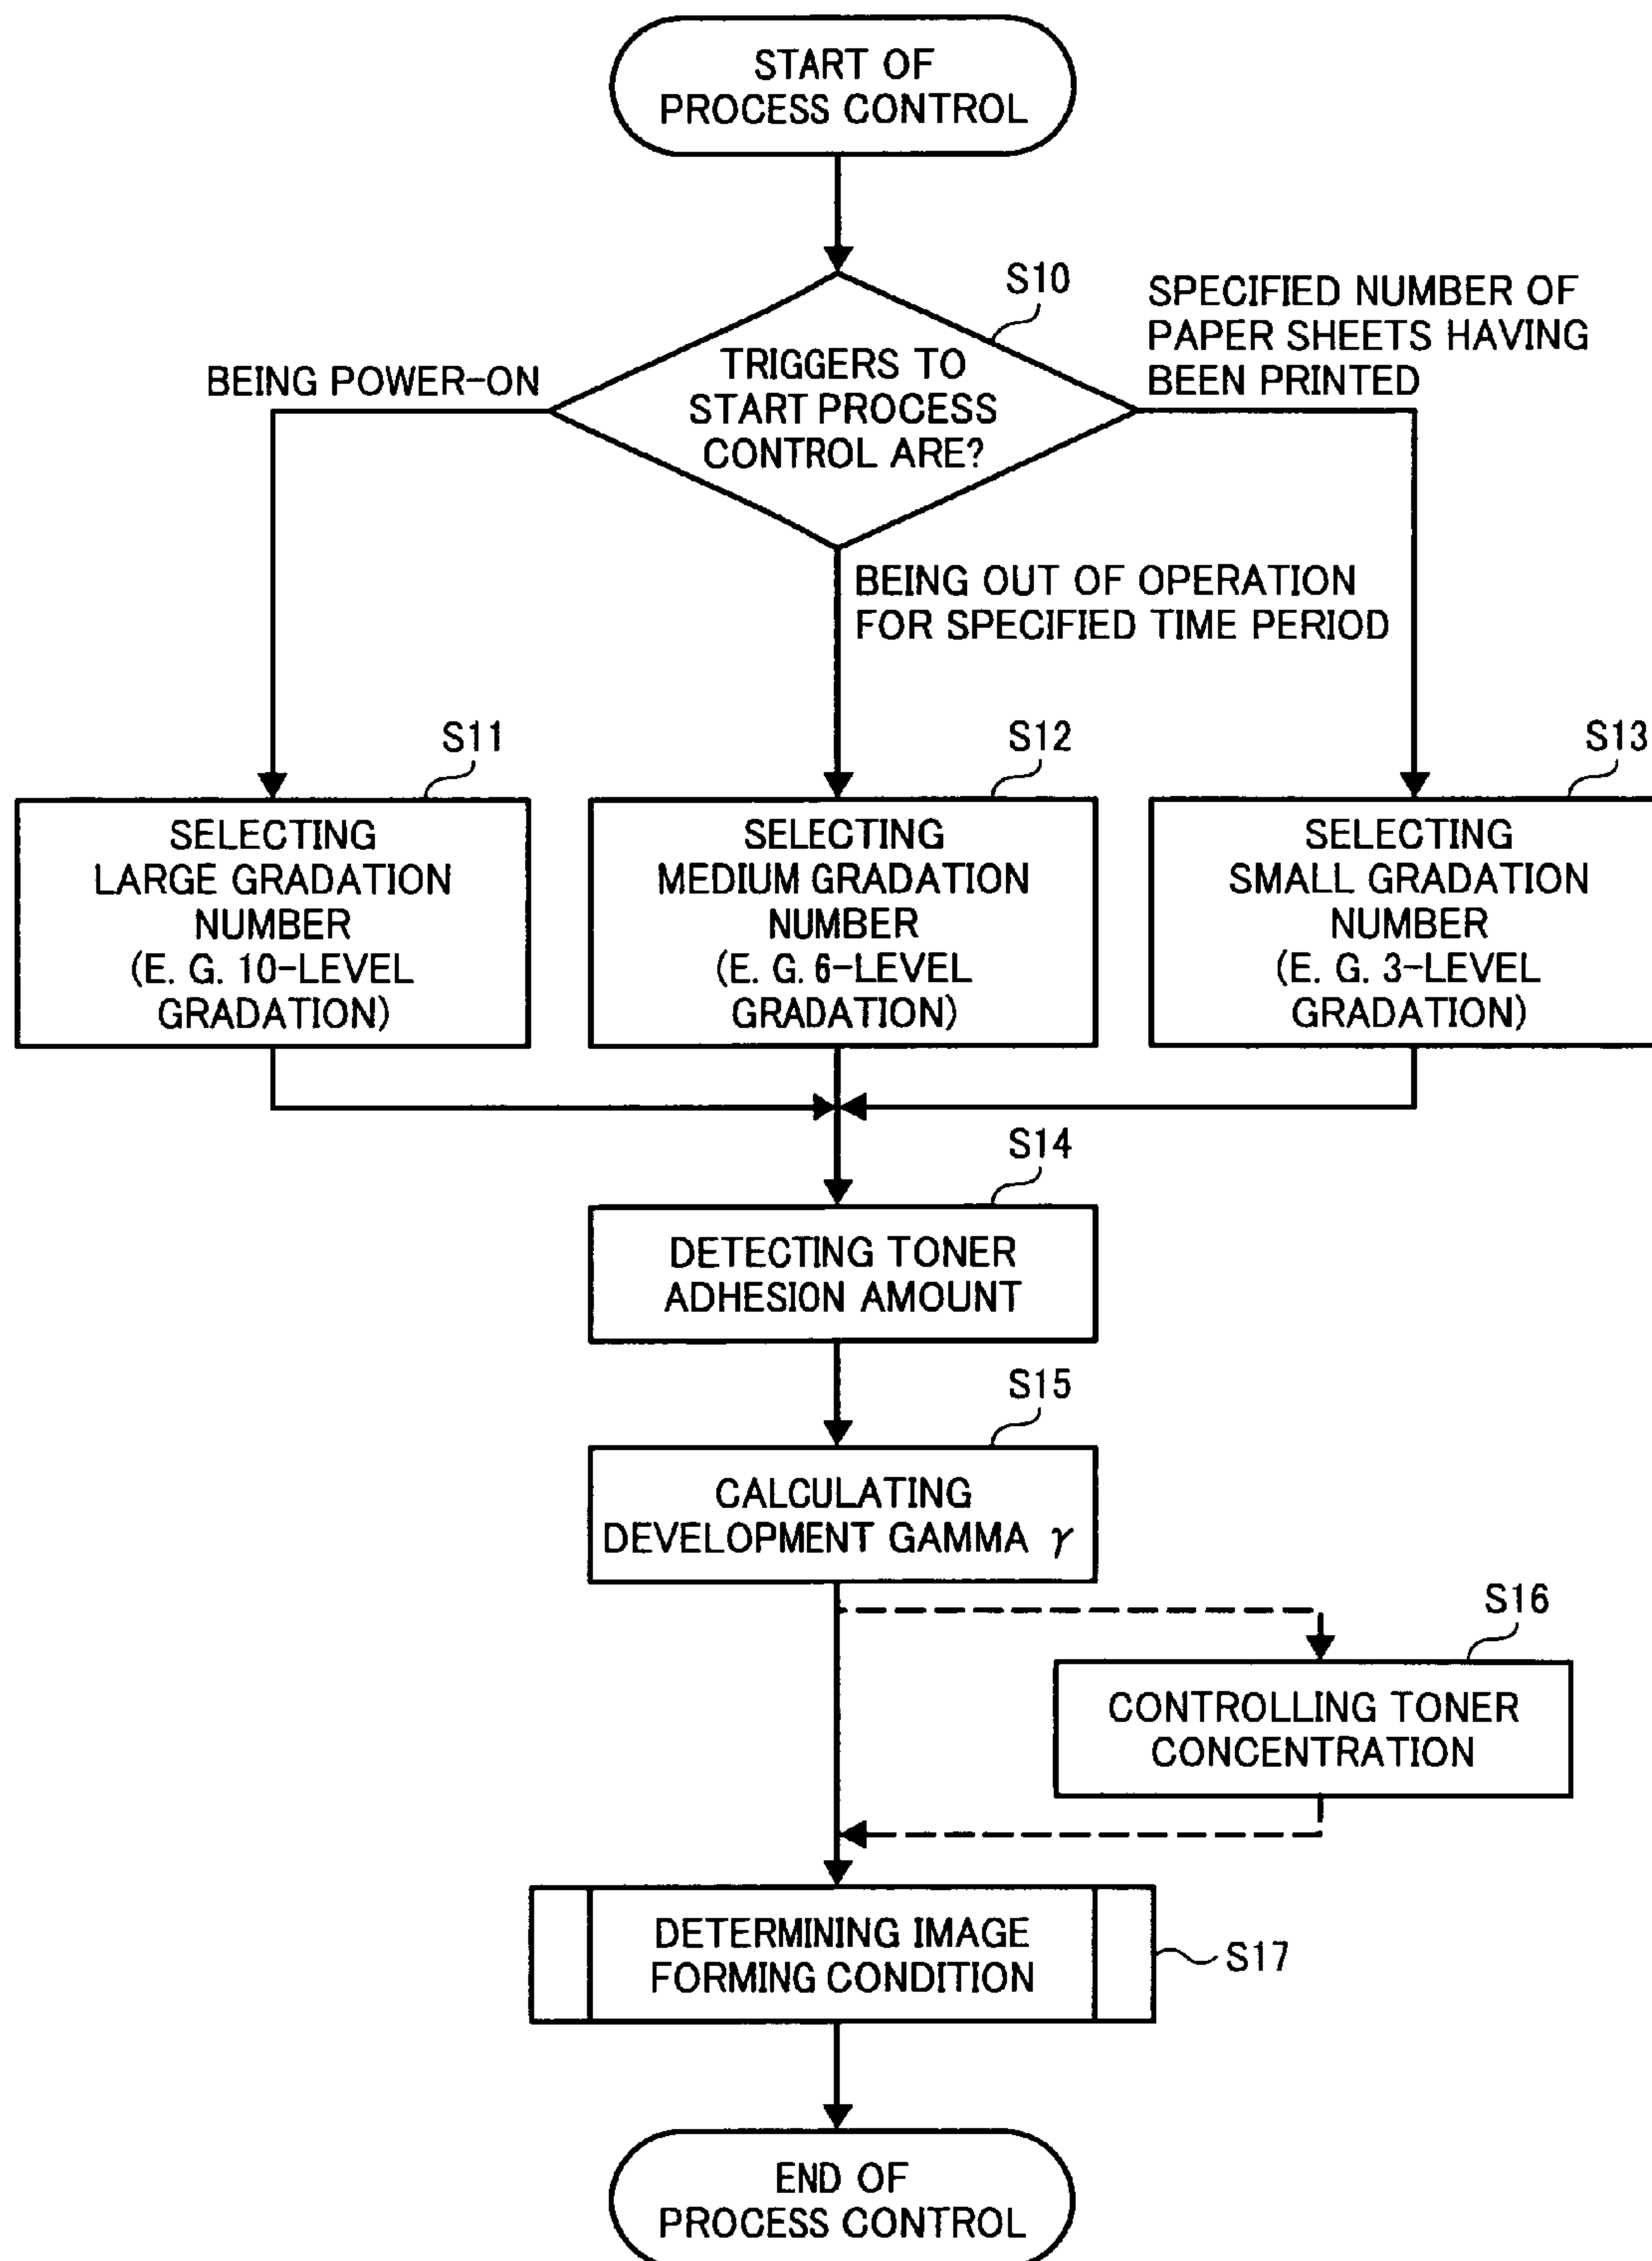 START OF
PROCESS CONTROL
S10
TRIGGERS TO
START PROCESS
CONTROL ARE?
BEING POWER-ON
SPECIFIED NUMBER OF
PAPER SHEETS HAVING
BEEN PRINTED
BEING OUT OF OPERATION
FOR SPECIFIED TIME PERIOD
S11
SELECTING
LARGE GRADATION
NUMBER
(E. G. 10-LEVEL
GRADATION)
S12
SELECTING
MEDIUM GRADATION
NUMBER
(E. G. 6-LEVEL
GRADATION)
S13
SELECTING
SMALL GRADATION
NUMBER
(E. G. 3-LEVEL
GRADATION)
S14
DETECTING TONER
ADHESION AMOUNT
S15
CALCULATING
DEVELOPMENT GAMMA γ
S16
CONTROLLING TONER
CONCENTRATION
DETERMINING IMAGE
FORMING CONDITION
S17
END OF
PROCESS CONTROL